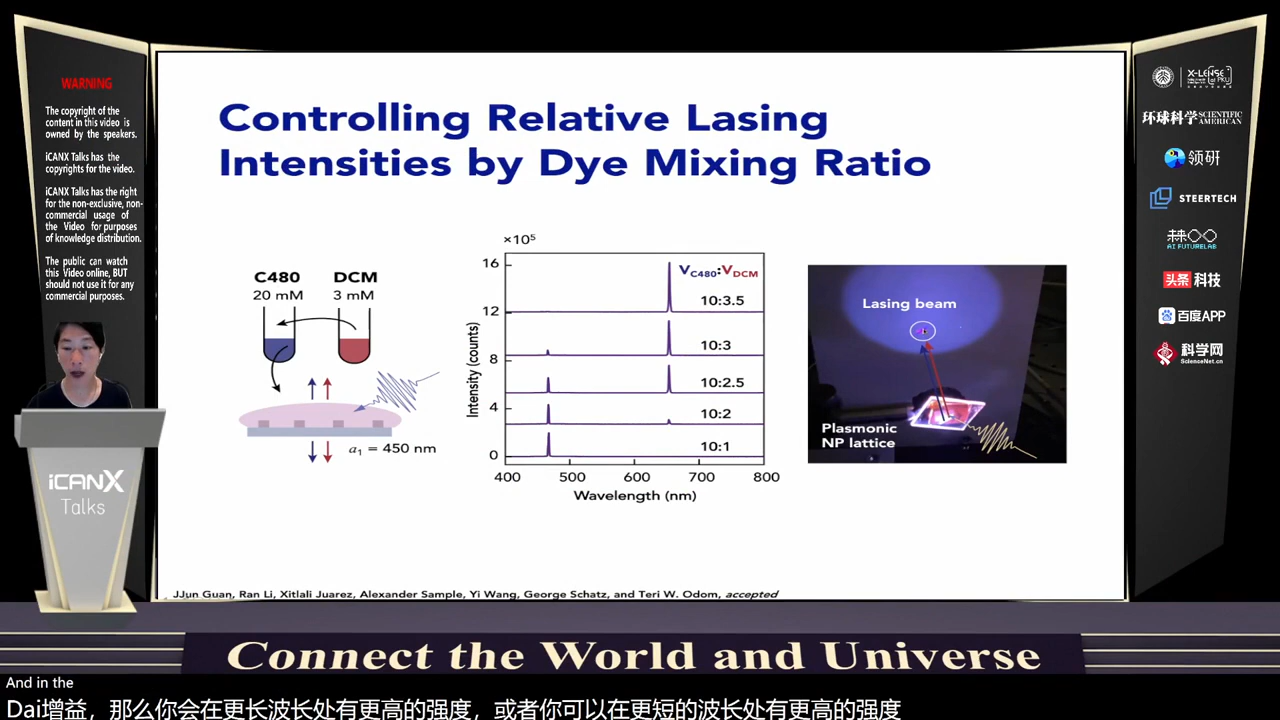 WARNING
The copyright of the
content in this video is
owned by the speakers.
iCANX Talks has the
copyrights for the video.
iCANX Talks has the right
for the non-exclusive, non-
commercial usage of
the Video for purposes
of knowledge distribution.
The public can watch
this Video online, BUT
should not use it for any
commercial purposes.
iCANX
Talks
Controlling Relative Lasing
Intensities by Dye Mixing Ratio
C480
20 mM
DCM
3 mM
a1 = 450 nm
×10⁵
16
12
8
4
0
Intensity (counts)
VC480:VDCM
10:3.5
10:3
10:2.5
10:2
10:1
400 500 600 700 800
Wavelength (nm)
Lasing beam
Plasmonic
NP lattice
JJun Guan, Ran Li, Xitlali Juarez, Alexander Sample, Yi Wang, George Schatz, and Teri W. Odom, accepted
X-LENSE
环球科学 SCIENTIFIC AMERICAN
领研
STEERTECH
AI FUTURELAB
头条 科技
百度APP
科学网
ScienceNet.cn
Connect the World and Universe
And in the
Dai增益，那么你会在更长波长处有更高的强度，或者你可以在更短的波长处有更高的强度